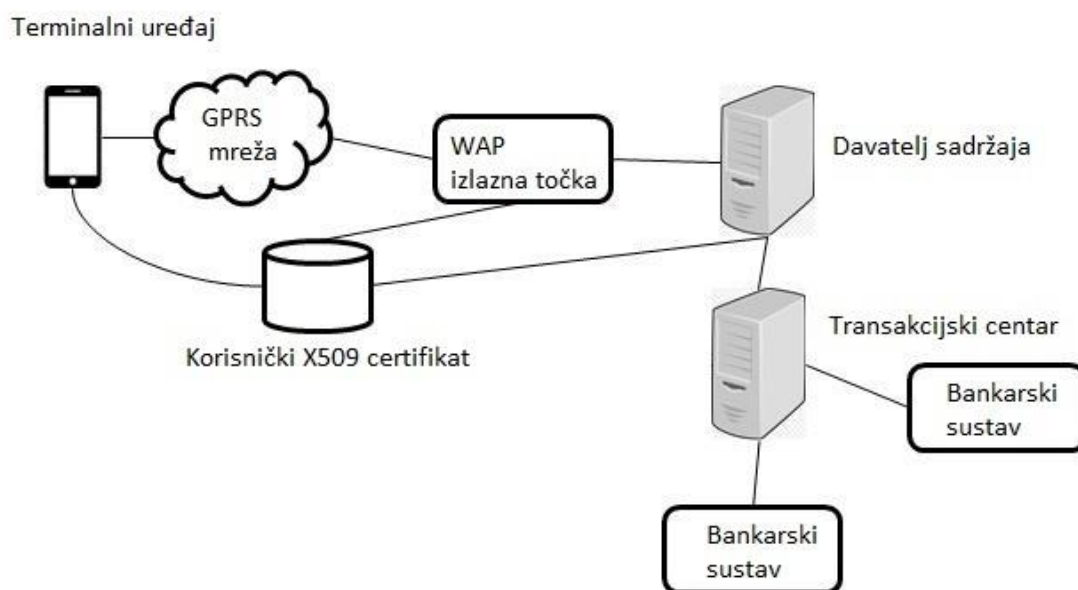 Terminalni uređaj
GPRS
mreža
WAP
izlazna točka
Davatelj sadržaja
Korisnički X509 certifikat
Transakcijski centar
Bankarski
sustav
Bankarski
sustav